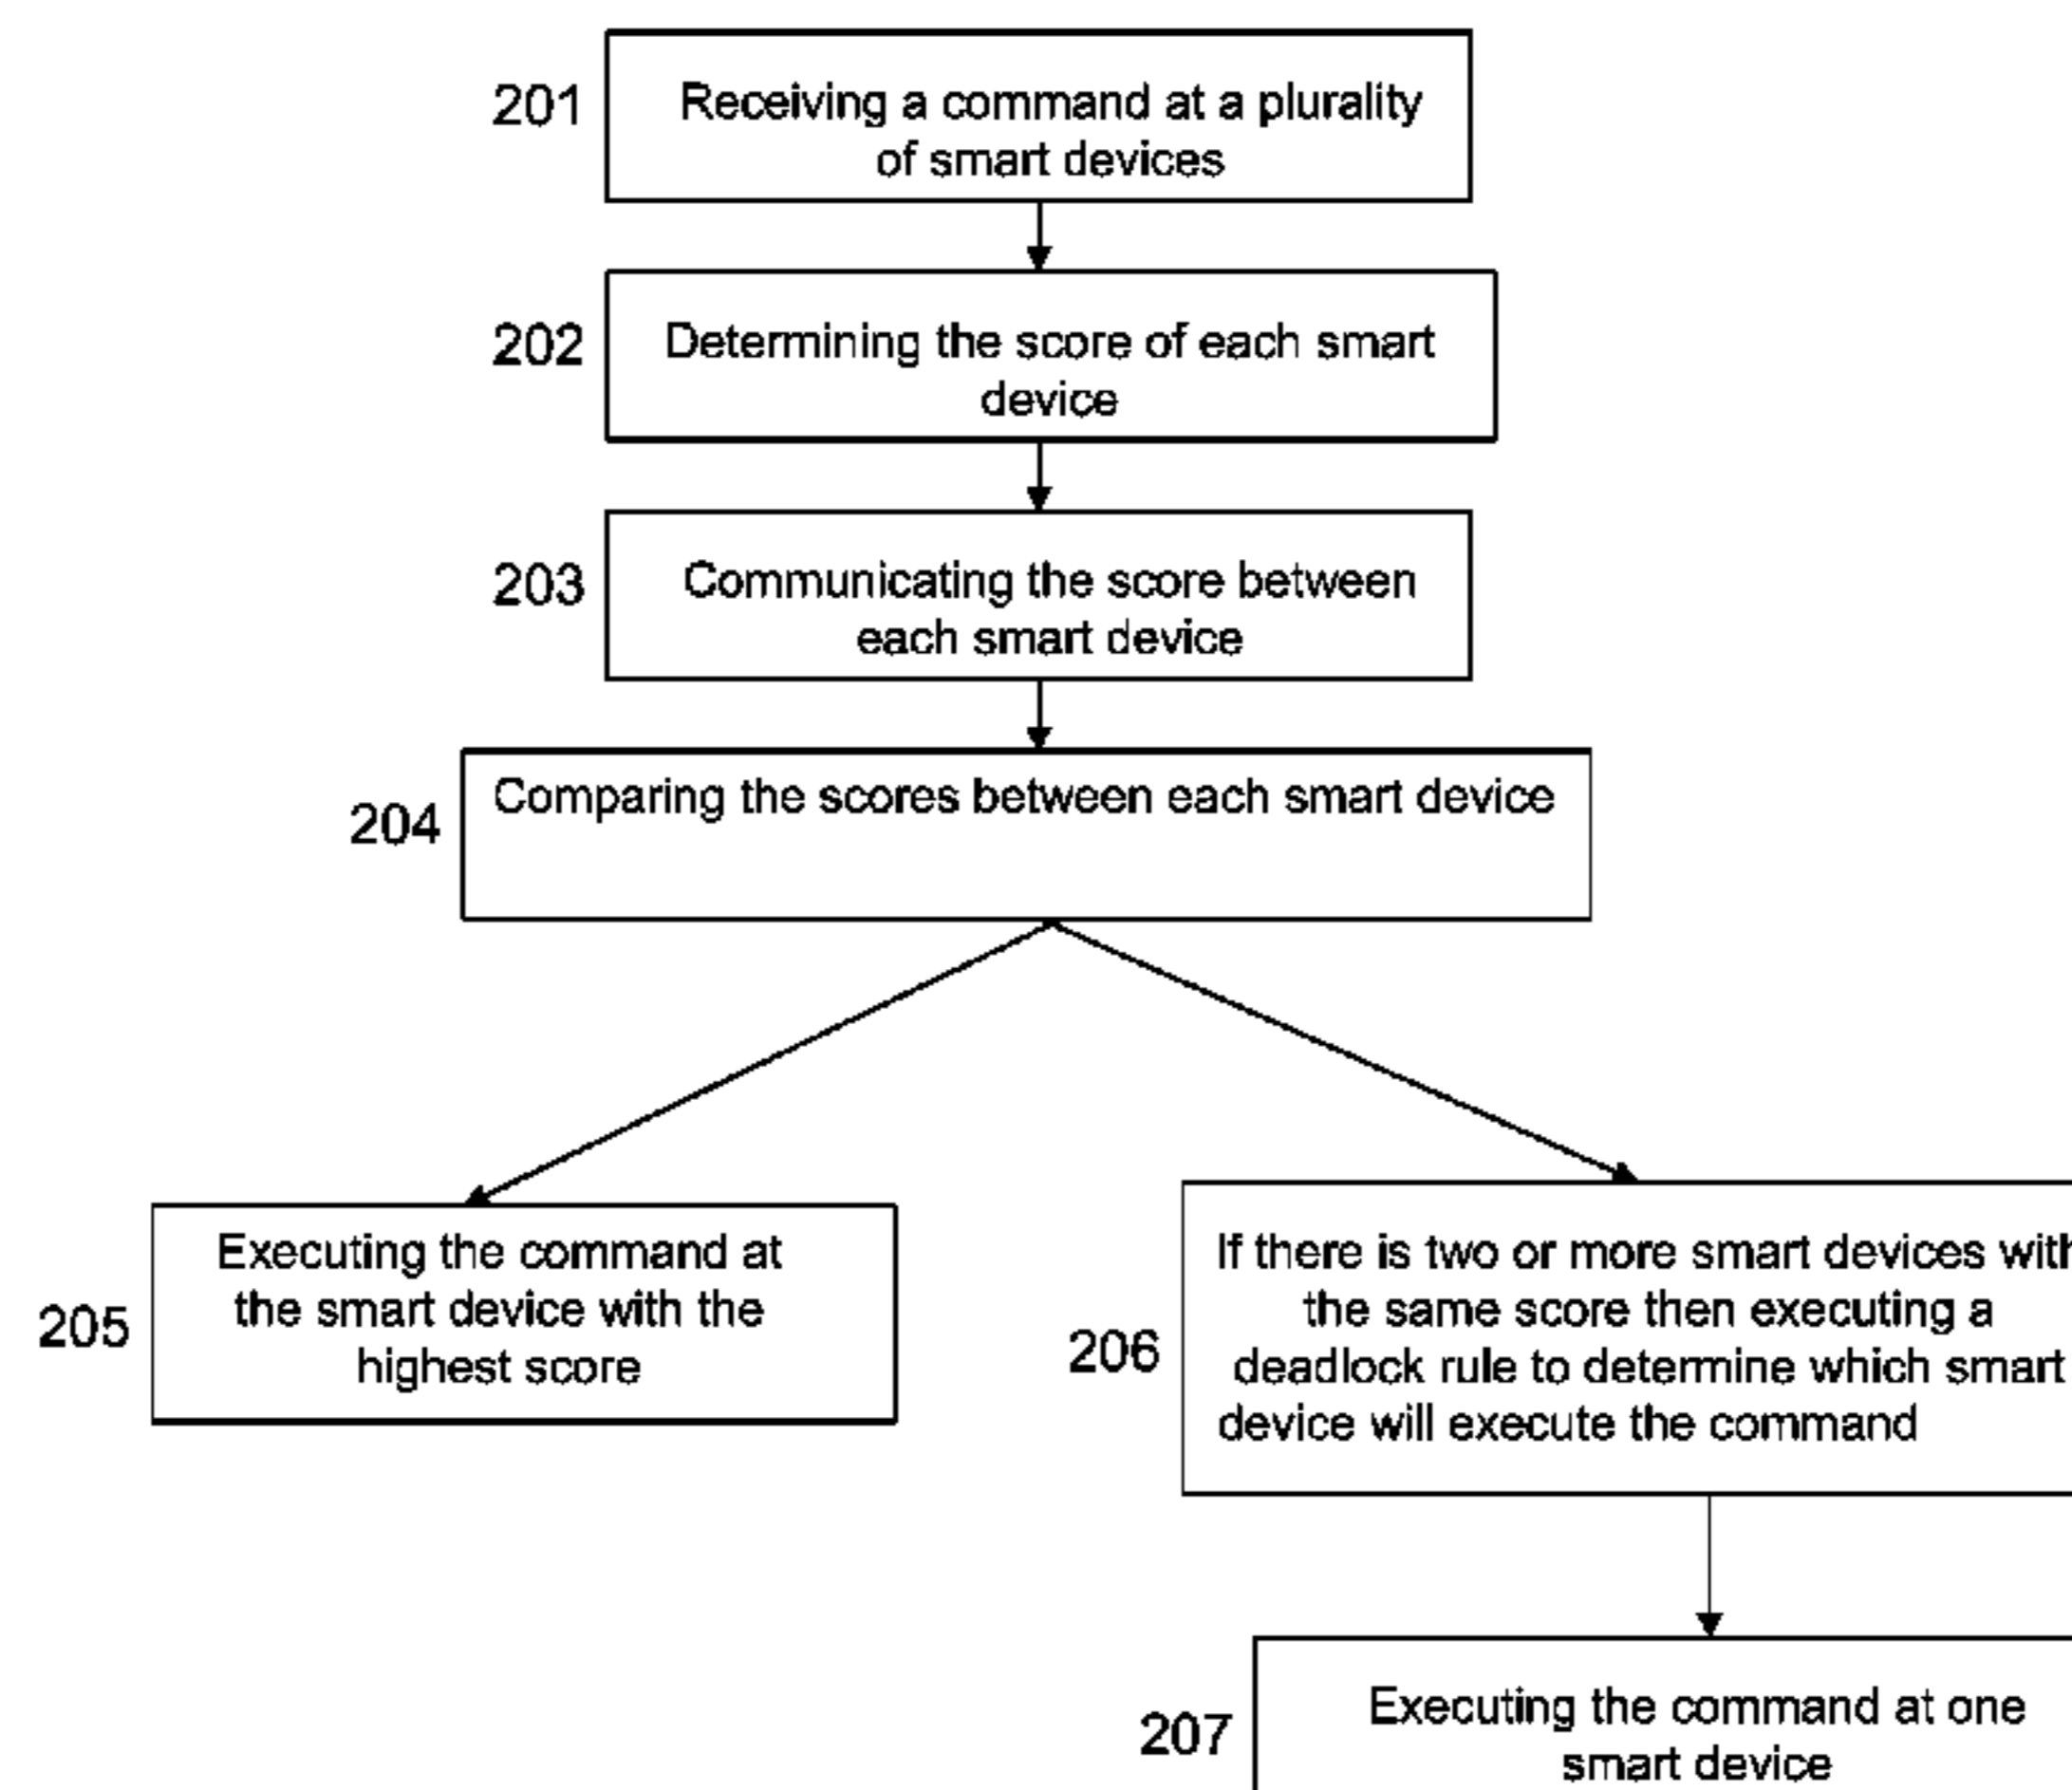 201
Receiving a command at a plurality
of smart devices
202
Determining the score of each smart
device
203
Communicating the score between
each smart device
204
Comparing the scores between each smart device
205
Executing the command at
the smart device with the
highest score
206
If there is two or more smart devices with
the same score then executing a
deadlock rule to determine which smart
device will execute the command
207
Executing the command at one
smart device